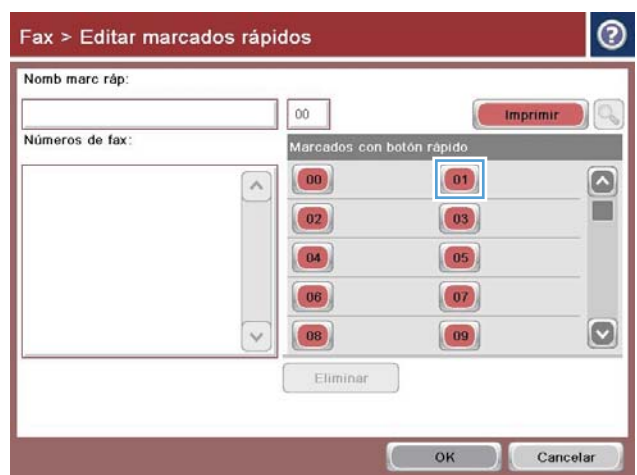 Fax > Editar marcados rápidos
?
Nomb marc ráp:
00
Imprimir
Números de fax:
Marcados con botón rápido
00
01
02
03
04
05
06
07
08
09
Eliminar
OK
Cancelar